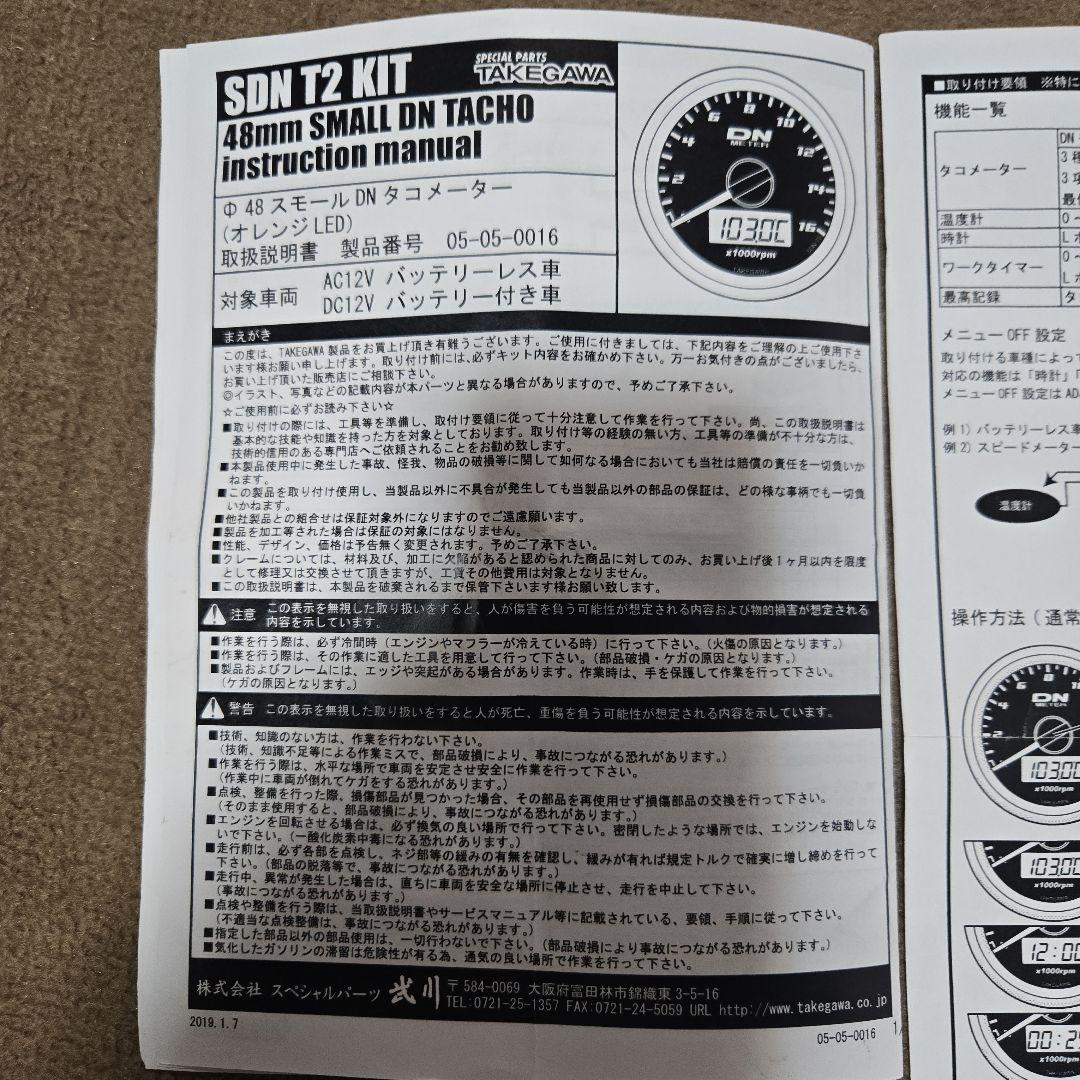 SDN T2 KIT
SPECIAL PARTS
TAKEGAWA
48mm SMALL DN TACHO
instruction manual
Φ 48 スモール DN タコメーター
(オレンジ LED)
取扱説明書 製品番号 05-05-0016
対象車両
AC12V バッテリーレス車
DC12V バッテリー付き車
2
4
6
8
10
12
14
16
DN
METER
103.0C
x1000rpm
TAKEGAWA
まえがき
この度は、TAKEGAWA 製品をお買上げ頂き有難うございます。ご使用に付きましては、下記内容をご理解の上ご使用下さ
います様お願い申し上げます。取り付け前には、必ずキット内容をお確かめ下さい。万一お気付きの点がございましたら、
お買い上げ頂いた販売店にご相談下さい。
◎イラスト、写真などの記載内容が本パーツと異なる場合がありますので、予めご了承下さい。
☆ご使用前に必ずお読み下さい☆
■取り付けの際には、工具等を準備し、取付け要領に従って十分注意して作業を行って下さい。尚、この取扱説明書は
基本的な技能や知識を持った方を対象としております。取り付け等の経験の無い方、工具等の準備が不十分な方は、
技術的信用のある専門店へご依頼されることをお勧め致します。
■本製品使用中に発生した事故、怪我、物品の破損等に関して如何なる場合においても当社は賠償の責任を一切負いか
ねます。
■この製品を取り付け使用し、当製品以外に不具合が発生しても当製品以外の部品の保証は、どの様な事柄でも一切負
いかねます。
■他社製品との組合せは保証対象外になりますのでご遠慮願います。
■製品を加工等された場合は保証の対象にはなりません。
■性能、デザイン、価格は予告無く変更されます。予めご了承下さい。
■クレームについては、材料及び、加工に欠陥があると認められた商品に対してのみ、お買い上げ後１ヶ月以内を限度
として修理又は交換させて頂きますが、工賃その他費用は対象となりません。
■この取扱説明書は、本製品を破棄されるまで保管下さいます様お願い致します。
注意 この表示を無視した取り扱いをすると、人が傷害を負う可能性が想定される内容および物的損害が想定される
内容を示しています。
■作業を行う際は、必ず冷間時（エンジンやマフラーが冷えている時）に行って下さい。（火傷の原因となります。）
■作業を行う際は、その作業に適した工具を用意して行って下さい。（部品破損・ケガの原因となります。）
■製品およびフレームには、エッジや突起がある場合があります。作業時は、手を保護して作業を行って下さい。
（ケガの原因となります。）
警告 この表示を無視した取り扱いをすると人が死亡、重傷を負う可能性が想定される内容を示しています。
■技術、知識のない方は、作業を行わない下さい。
（技術、知識不足等による作業ミスで、部品破損により、事故につながる恐れがあります。）
■作業を行う際は、水平な場所で車両を安定させ安全に作業を行って下さい。
（作業中に車両が倒れてケガをする恐れがあります。）
■点検、整備を行った際、損傷部品が見つかった場合、その部品を再使用せず損傷部品の交換を行って下さい。
（そのまま使用すると、部品破損により、事故につながる恐れがあります。）
■エンジンを回転させる場合は、必ず換気の良い場所で行って下さい。密閉したような場所では、エンジンを始動しな
いで下さい。（一酸化炭素中毒になる恐れがあります。）
■走行前は、必ず各部を点検し、ネジ部等の緩みの有無を確認し、緩みが有れば規定トルクで確実に増し締めを行って
下さい。（部品の脱落等で、事故につながる恐れがあります。）
■走行中、異常が発生した場合は、直ちに車両を安全な場所に停止させ、走行を中止して下さい。
（事故につながる恐れがあります。）
■点検や整備を行う際は、当取扱説明書やサービスマニュアル等に記載されている、要領、手順に従って下さい。
（不適当な点検整備は、事故につながる恐れがあります。）
■指定した部品以外の部品使用は、一切行わないで下さい。（部品破損により事故につながる恐れがあります。）
■気化したガソリンの滞留は危険性が有る為、通気の良い場所で作業を行って下さい。
株式会社 スペシャルパーツ 武川 〒584-0069 大阪府富田林市錦織東 3-5-16
TEL:0721-25-1357 FAX:0721-24-5059 URL http://www.takegawa.co.jp
2019.1.7
05-05-0016
1/
■取り付け要領 ※特に
機能一覧
タコメーター
DN
3
3
最
温度計
0～
時計
L
ワークタイマー
0～
L
最高記録
タ
メニュー OFF 設定
取り付ける車種によって
対応の機能は「時計」「
メニュー OFF 設定は AD
例 1) バッテリーレス車
例 2) スピードメーター
温度計
操作方法 ( 通常
2
4
6
8
DN
METER
103.0C
x1000rpm
103.0C
x1000rpm
12:00
x1000rpm
00:2
x1000rpm